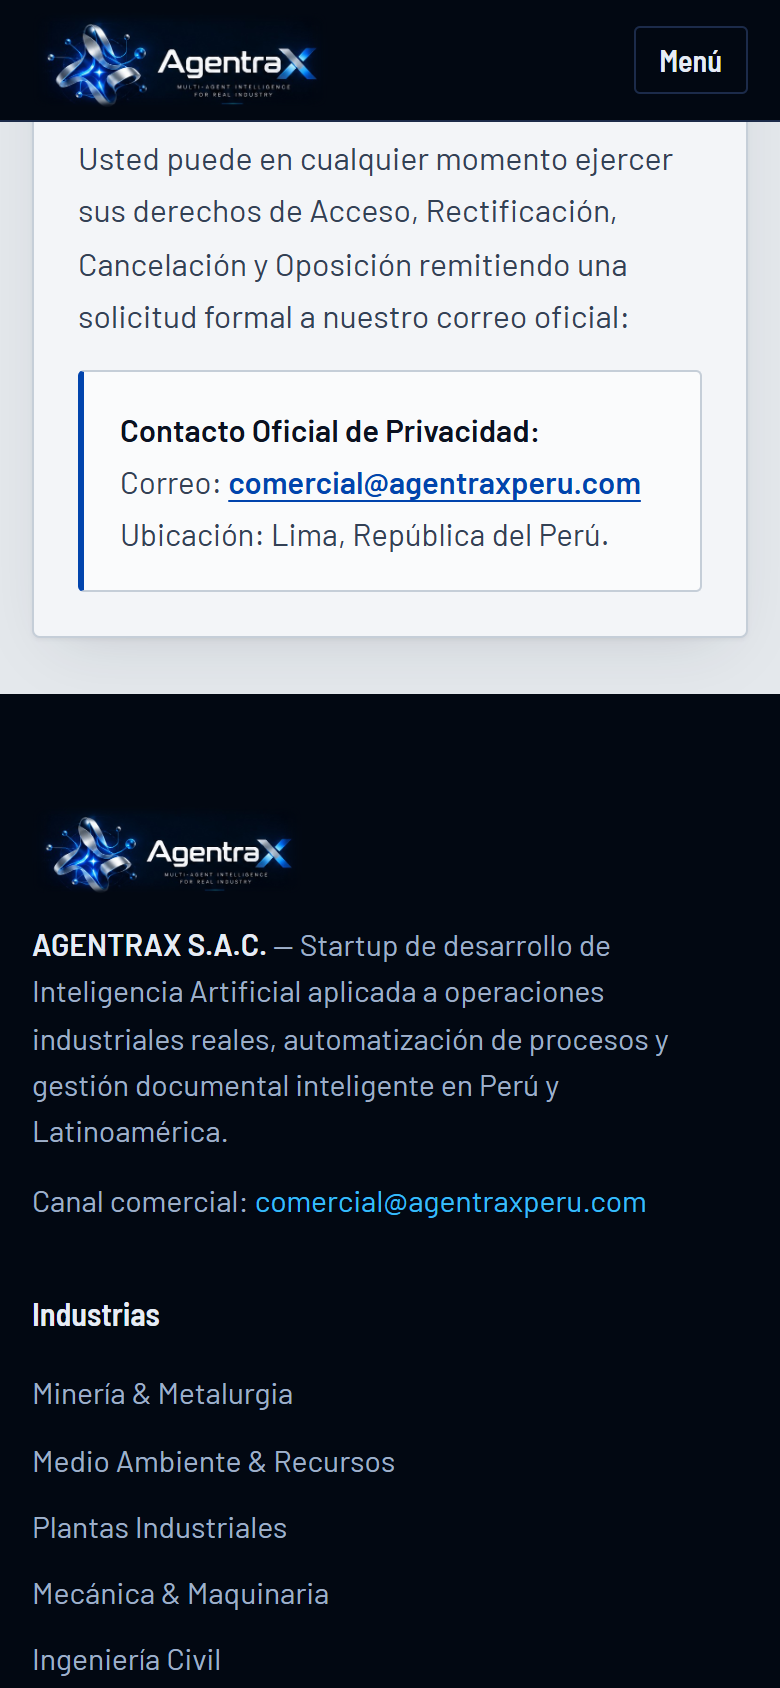 AgentraX
MULTI-AGENT INTELLIGENCE
FOR REAL INDUSTRY
Menú
Usted puede en cualquier momento ejercer
sus derechos de Acceso, Rectificación,
Cancelación y Oposición remitiendo una
solicitud formal a nuestro correo oficial:
Contacto Oficial de Privacidad:
Correo: comercial@agentraxperu.com
Ubicación: Lima, República del Perú.
AgentraX
MULTI-AGENT INTELLIGENCE
FOR REAL INDUSTRY
AGENTRAX S.A.C. — Startup de desarrollo de
Inteligencia Artificial aplicada a operaciones
industriales reales, automatización de procesos y
gestión documental inteligente en Perú y
Latinoamérica.
Canal comercial: comercial@agentraxperu.com
Industrias
Minería & Metalurgia
Medio Ambiente & Recursos
Plantas Industriales
Mecánica & Maquinaria
Ingeniería Civil